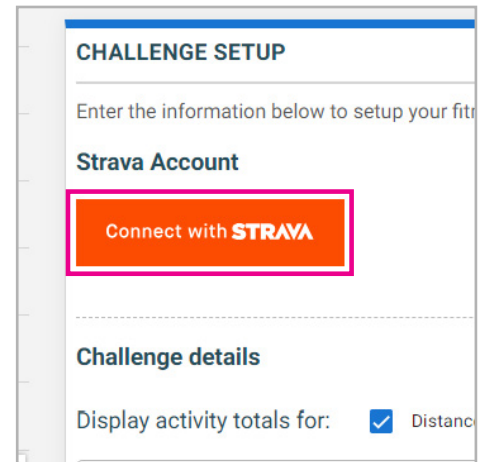 CHALLENGE SETUP
Enter the information below to setup your
Strava Account
Connect with STRAVA
Challenge details
Display activity totals for: Distanc